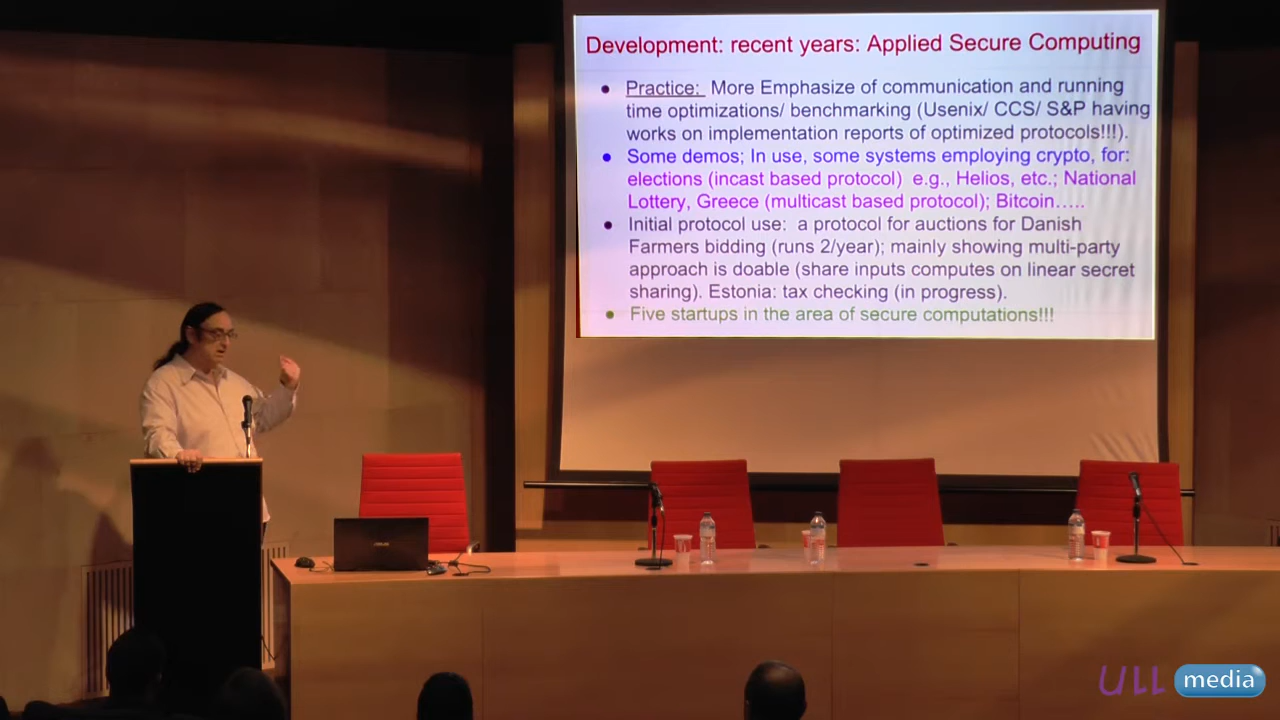 Development: recent years: Applied Secure Computing
• Practice: More Emphasize of communication and running
time optimizations/ benchmarking (Usenix/ CCS/ S&P having
works on implementation reports of optimized protocols!!!).
• Some demos; In use, some systems employing crypto, for:
elections (incast based protocol) e.g., Helios, etc.; National
Lottery, Greece (multicast based protocol); Bitcoin…..
• Initial protocol use: a protocol for auctions for Danish
Farmers bidding (runs 2/year); mainly showing multi-party
approach is doable (share inputs computes on linear secret
sharing). Estonia: tax checking (in progress).
• Five startups in the area of secure computations!!!
ASUS
ULL media